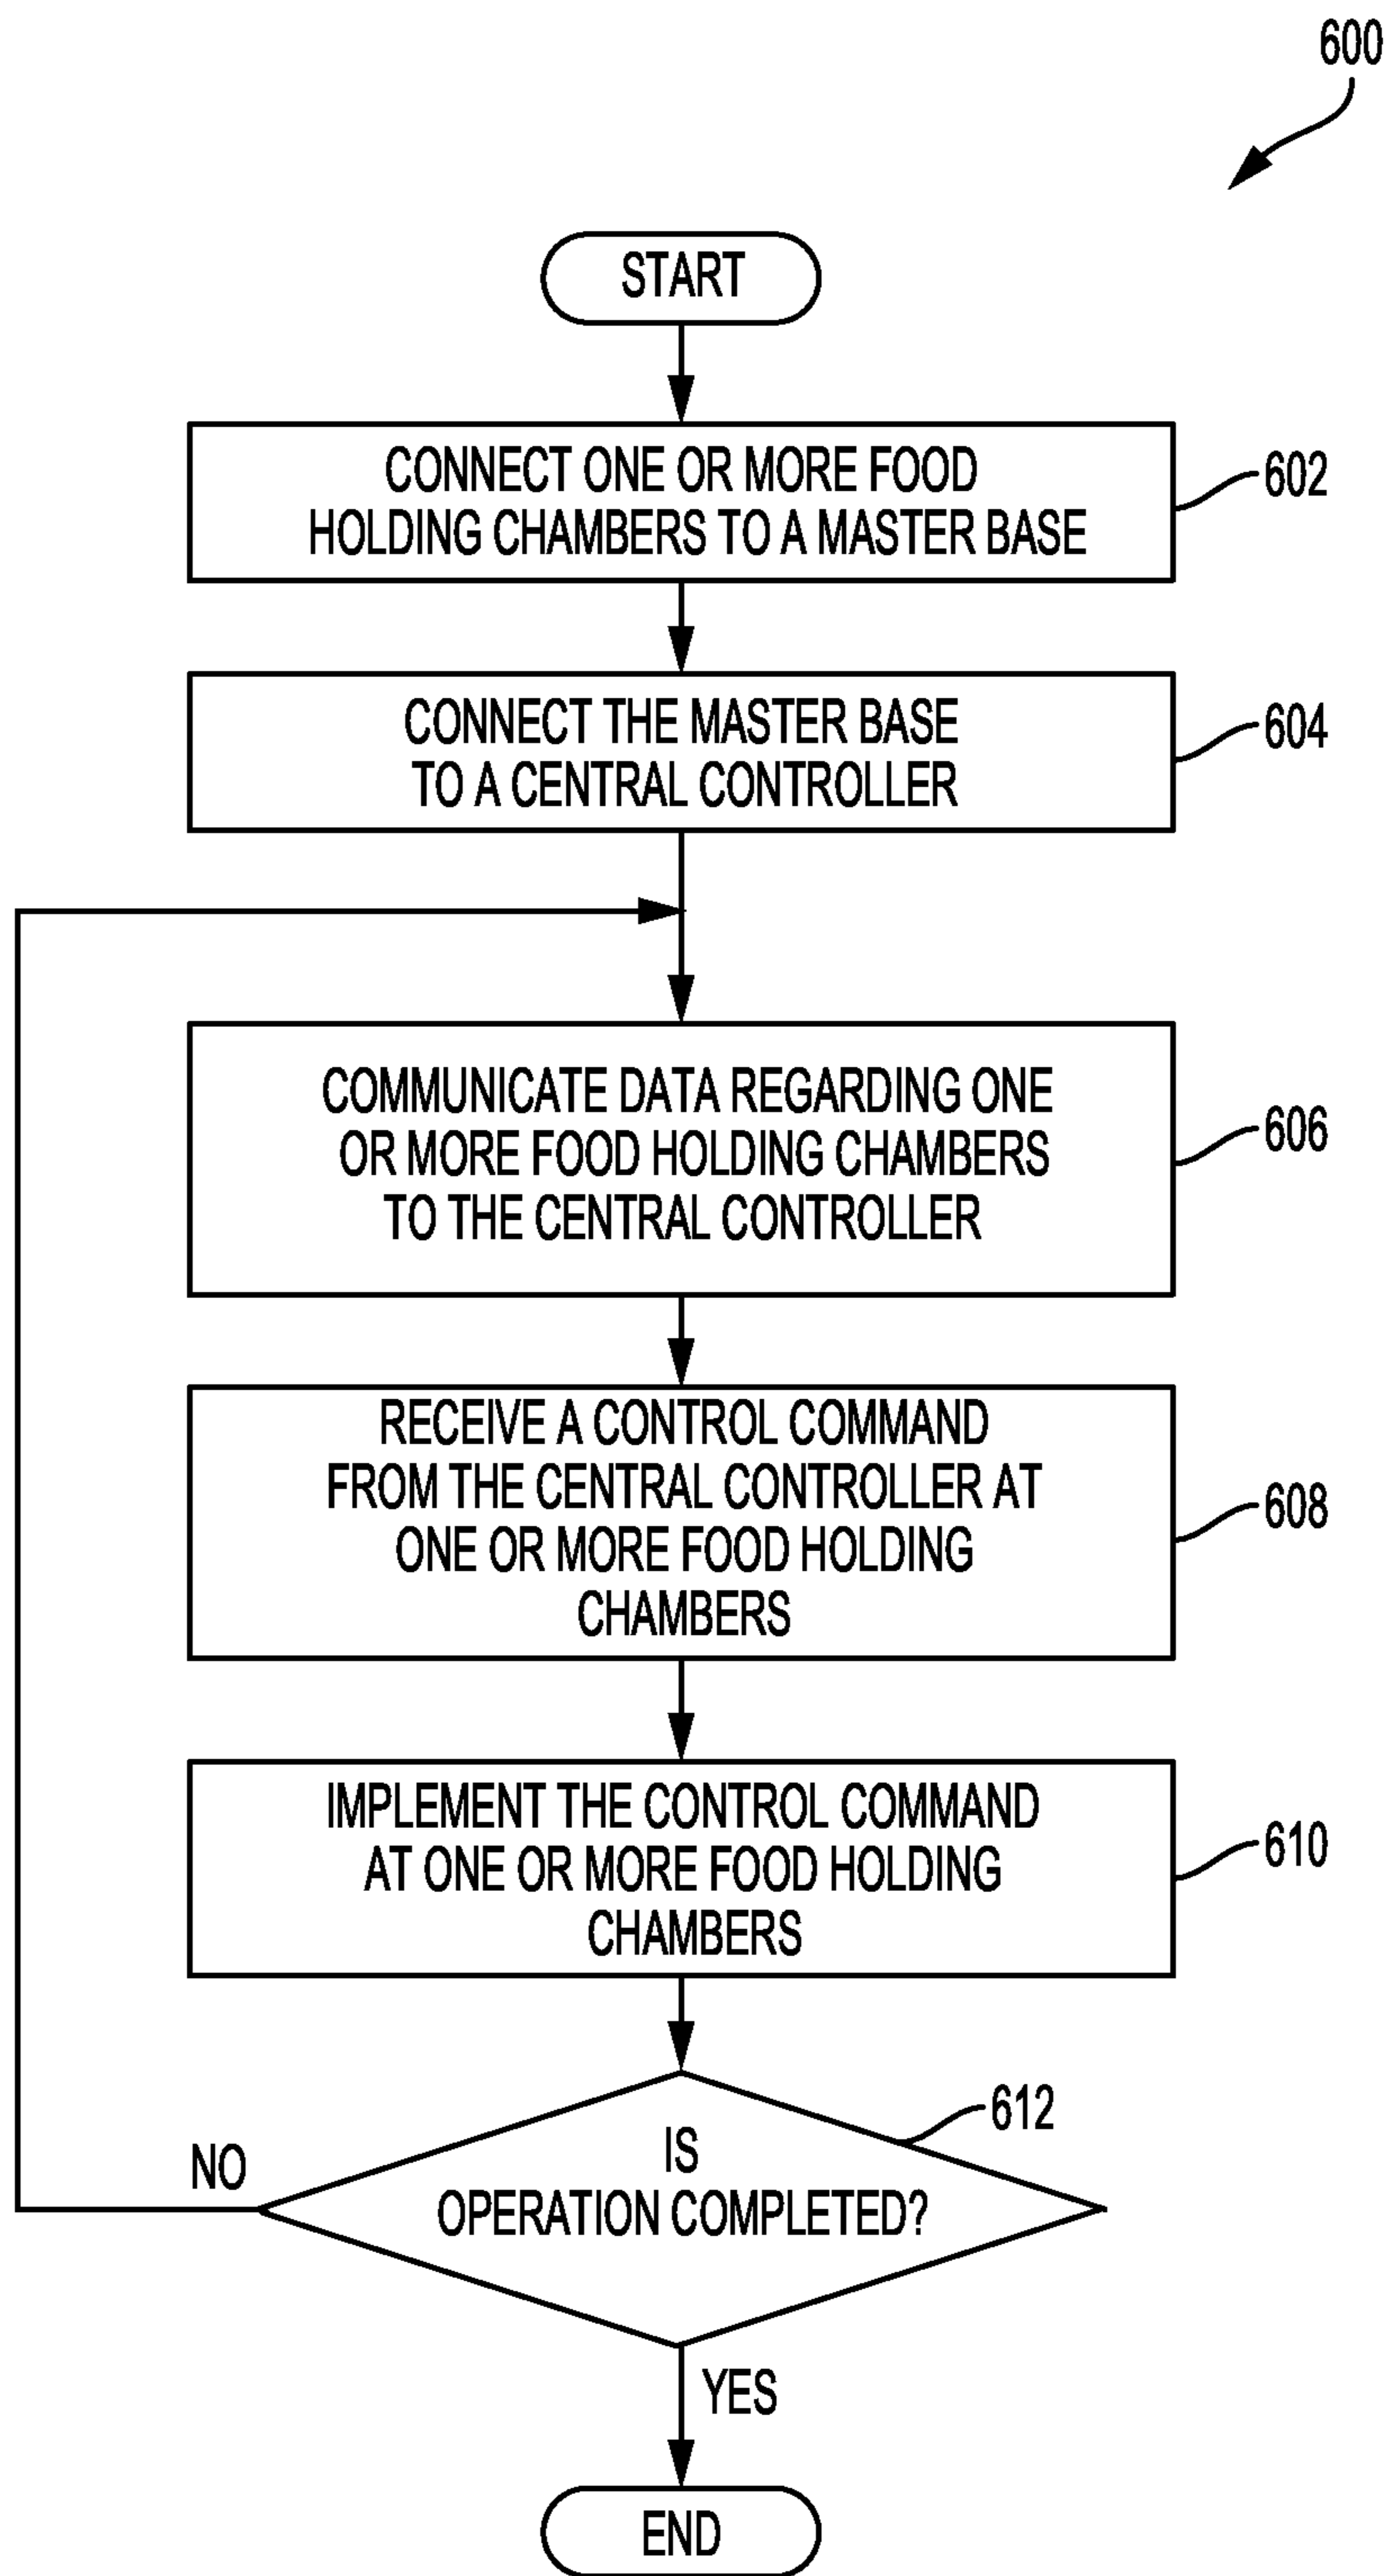 600
START
CONNECT ONE OR MORE FOOD
HOLDING CHAMBERS TO A MASTER BASE
602
CONNECT THE MASTER BASE
TO A CENTRAL CONTROLLER
604
COMMUNICATE DATA REGARDING ONE
OR MORE FOOD HOLDING CHAMBERS
TO THE CENTRAL CONTROLLER
606
RECEIVE A CONTROL COMMAND
FROM THE CENTRAL CONTROLLER AT
ONE OR MORE FOOD HOLDING
CHAMBERS
608
IMPLEMENT THE CONTROL COMMAND
AT ONE OR MORE FOOD HOLDING
CHAMBERS
610
612
NO
IS
OPERATION COMPLETED?
YES
END